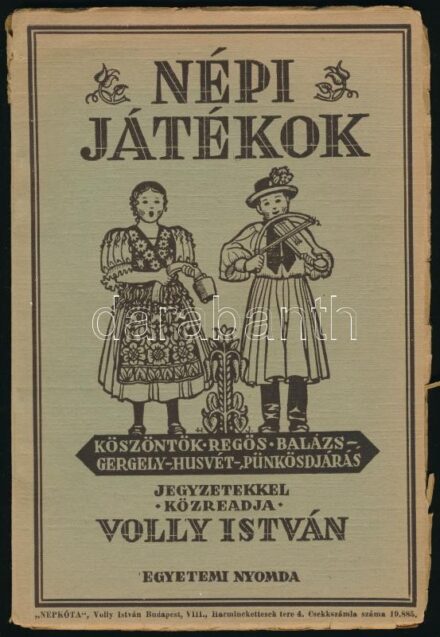 NÉPI
JÁTÉKOK
darabanth
KÖSZÖNTÖK·REGÖS·BALÁZS-
GERGELY-HUSVÉT-,PÜNKÖSDJÁRÁS
JEGYZETEKKEL
·KÖZREADJA·
VOLLY ISTVÁN
EGYETEMI NYOMDA
„NÉPKÓTA", Volly István Budapest, VIII., Harminckettesek tere 4. Csekkszámla száma 19.885.